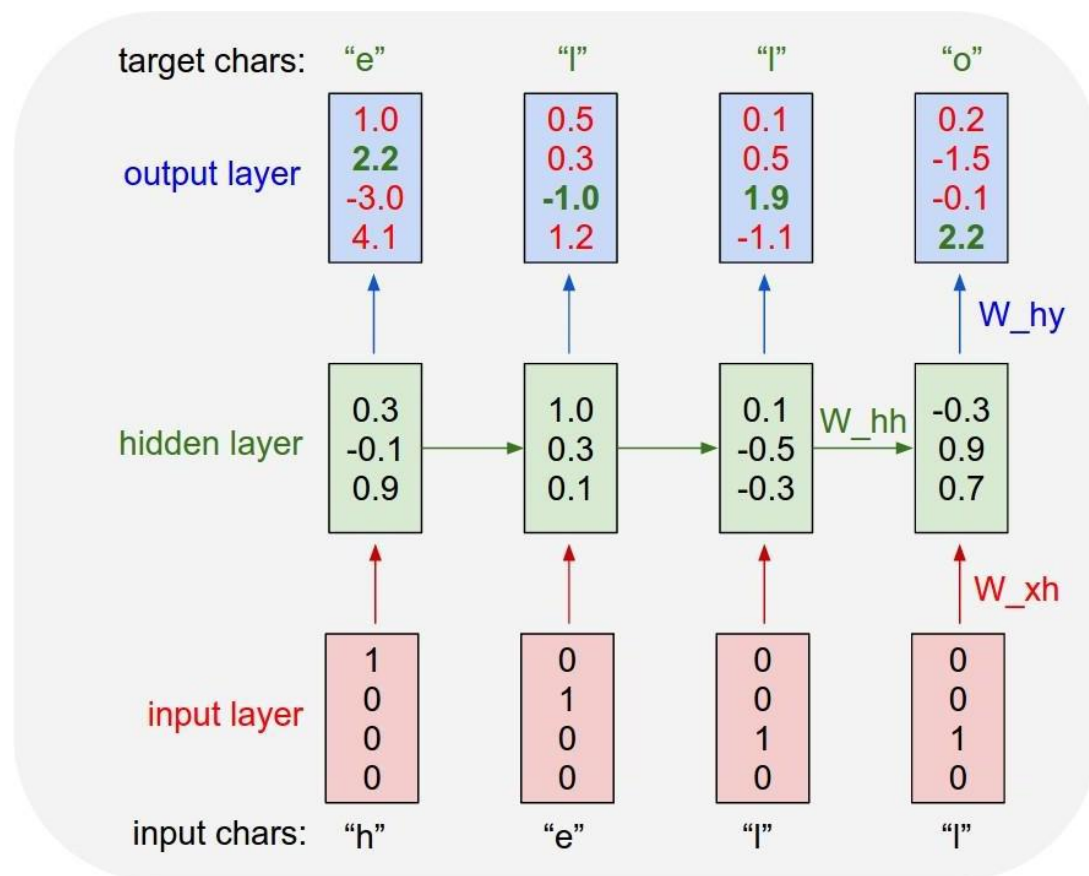 target chars: “e” “l” “l” “o”
1.0 0.5 0.1 0.2
2.2 0.3 0.5 -1.5
output layer
-3.0 -1.0 1.9 -0.1
4.1 1.2 -1.1 2.2
W_hy
0.3 1.0 0.1 -0.3
W_hh
hidden layer -0.1 0.3 -0.5 0.9
0.9 0.1 -0.3 0.7
W_xh
1 0 0 0
0 1 0 0
input layer
0 0 1 1
0 0 0 0
input chars: “h” “e” “l” “l”